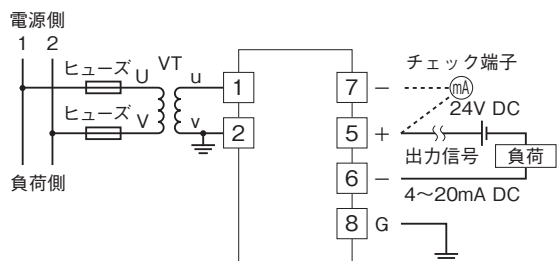 電源側
1 2
ヒューズ U VT u 1
ヒューズ V v 2
負荷側
7 − チェック端子
mA
24V DC
5 +
出力信号 負荷
6 −
4〜20mA DC
8 G